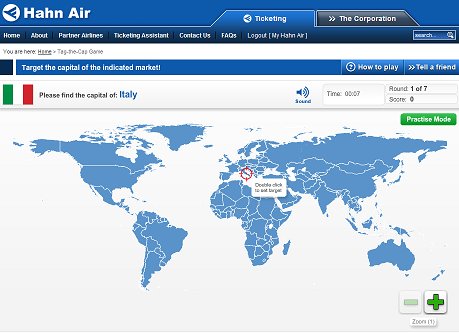 Hahn Air
Ticketing
>> The Corporation
Home About Partner Airlines Ticketing Assistant Contact Us FAQs Logout [ My Hahn Air ] search...
You are here: Home > Tag-the-Cap Game
Target the capital of the indicated market! How to play >> Tell a friend
Please find the capital of: Italy
Sound
Time: 00:07
Round: 1 of 7
Score: 0
Practise Mode
Double click
to set target
Zoom (1)